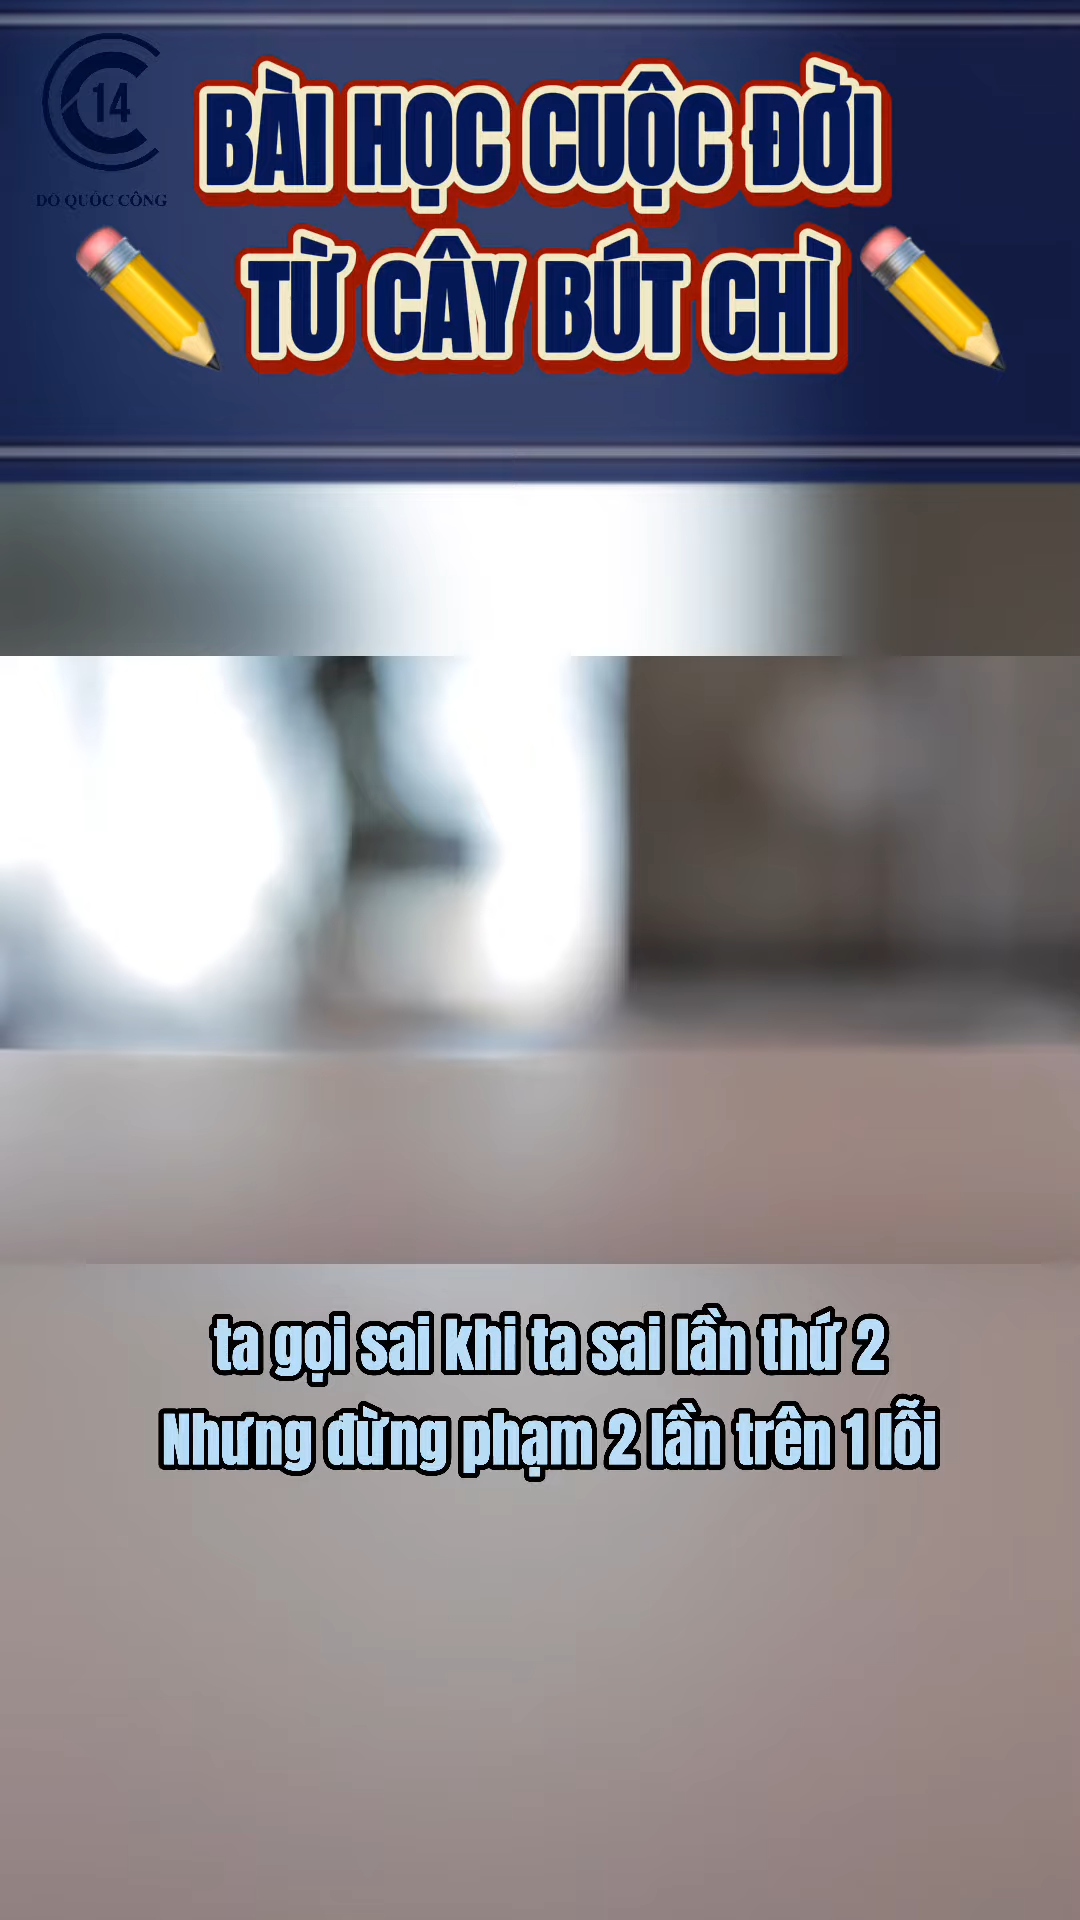 14
ĐỖ QUỐC CÔNG
BÀI HỌC CUỘC ĐỜI
TỪ CÂY BÚT CHÌ
ta gọi sai khi ta sai lần thứ 2
Nhưng đừng phạm 2 lần trên 1 lỗi